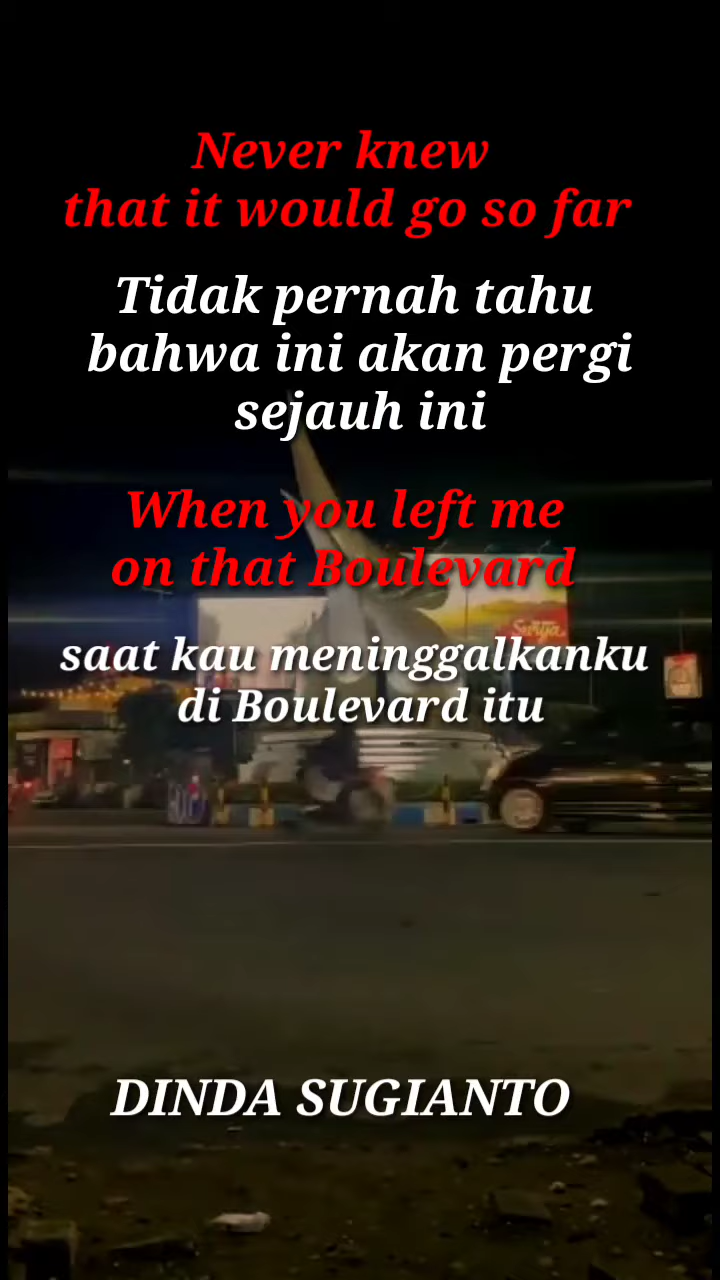 Never knew
that it would go so far
Tidak pernah tahu
bahwa ini akan pergi
sejauh ini
When you left me
on that Boulevard
Surya
saat kau meninggalkanku
di Boulevard itu
DINDA SUGIANTO